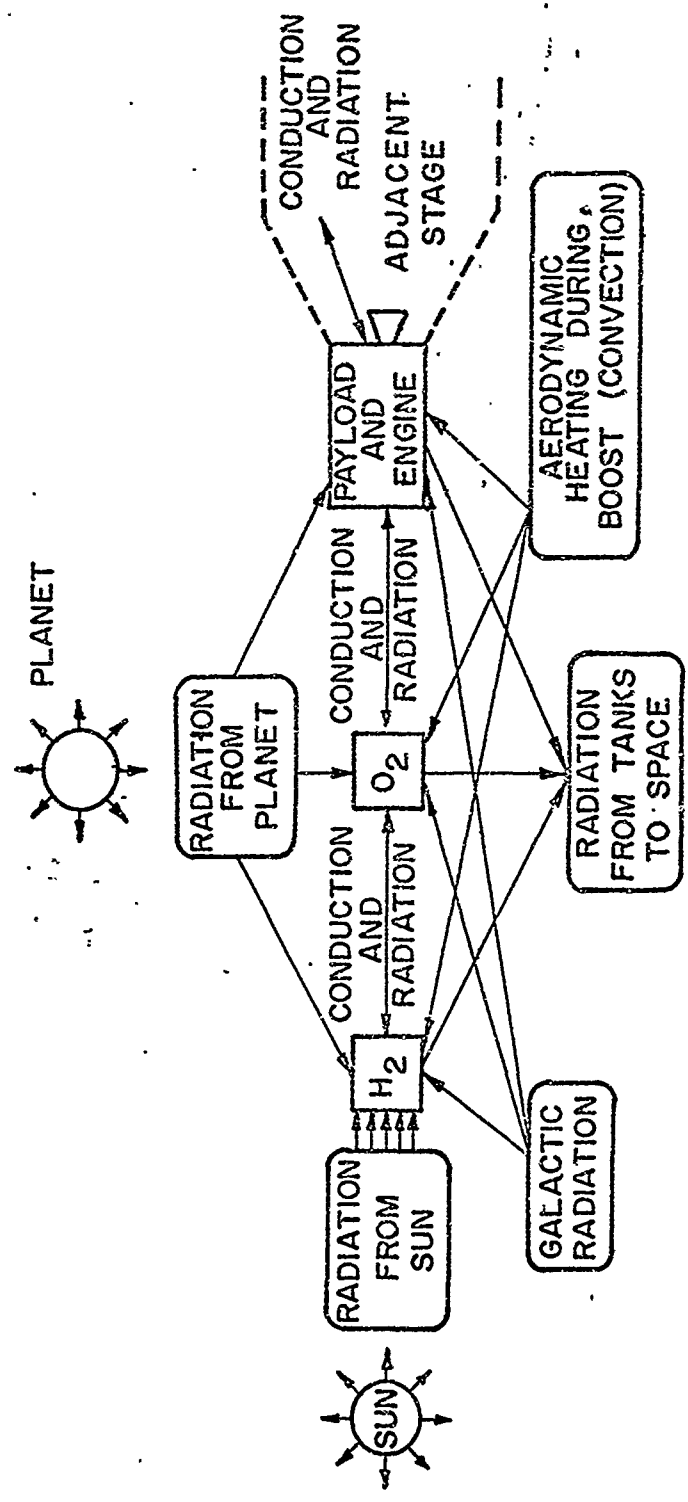 PLANET
RADIATION
FROM
PLANET
SUN
RADIATION
FROM
SUN
H2
CONDUCTION
AND
RADIATION
O2
CONDUCTION
AND
RADIATION
PAYLOAD
AND
ENGINE
CONDUCTION
AND
RADIATION
ADJACENT
STAGE
GALACTIC
RADIATION
RADIATION
FROM TANKS
TO SPACE
AERODYNAMIC
HEATING DURING
BOOST (CONVECTION)